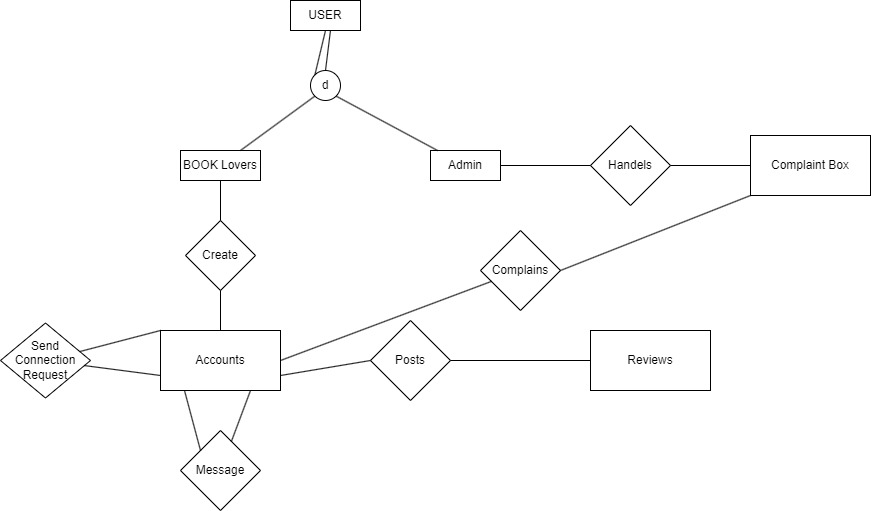 USER
d
BOOK Lovers
Admin
Handels
Complaint Box
Create
Complains
Send
Connection
Request
Accounts
Posts
Reviews
Message